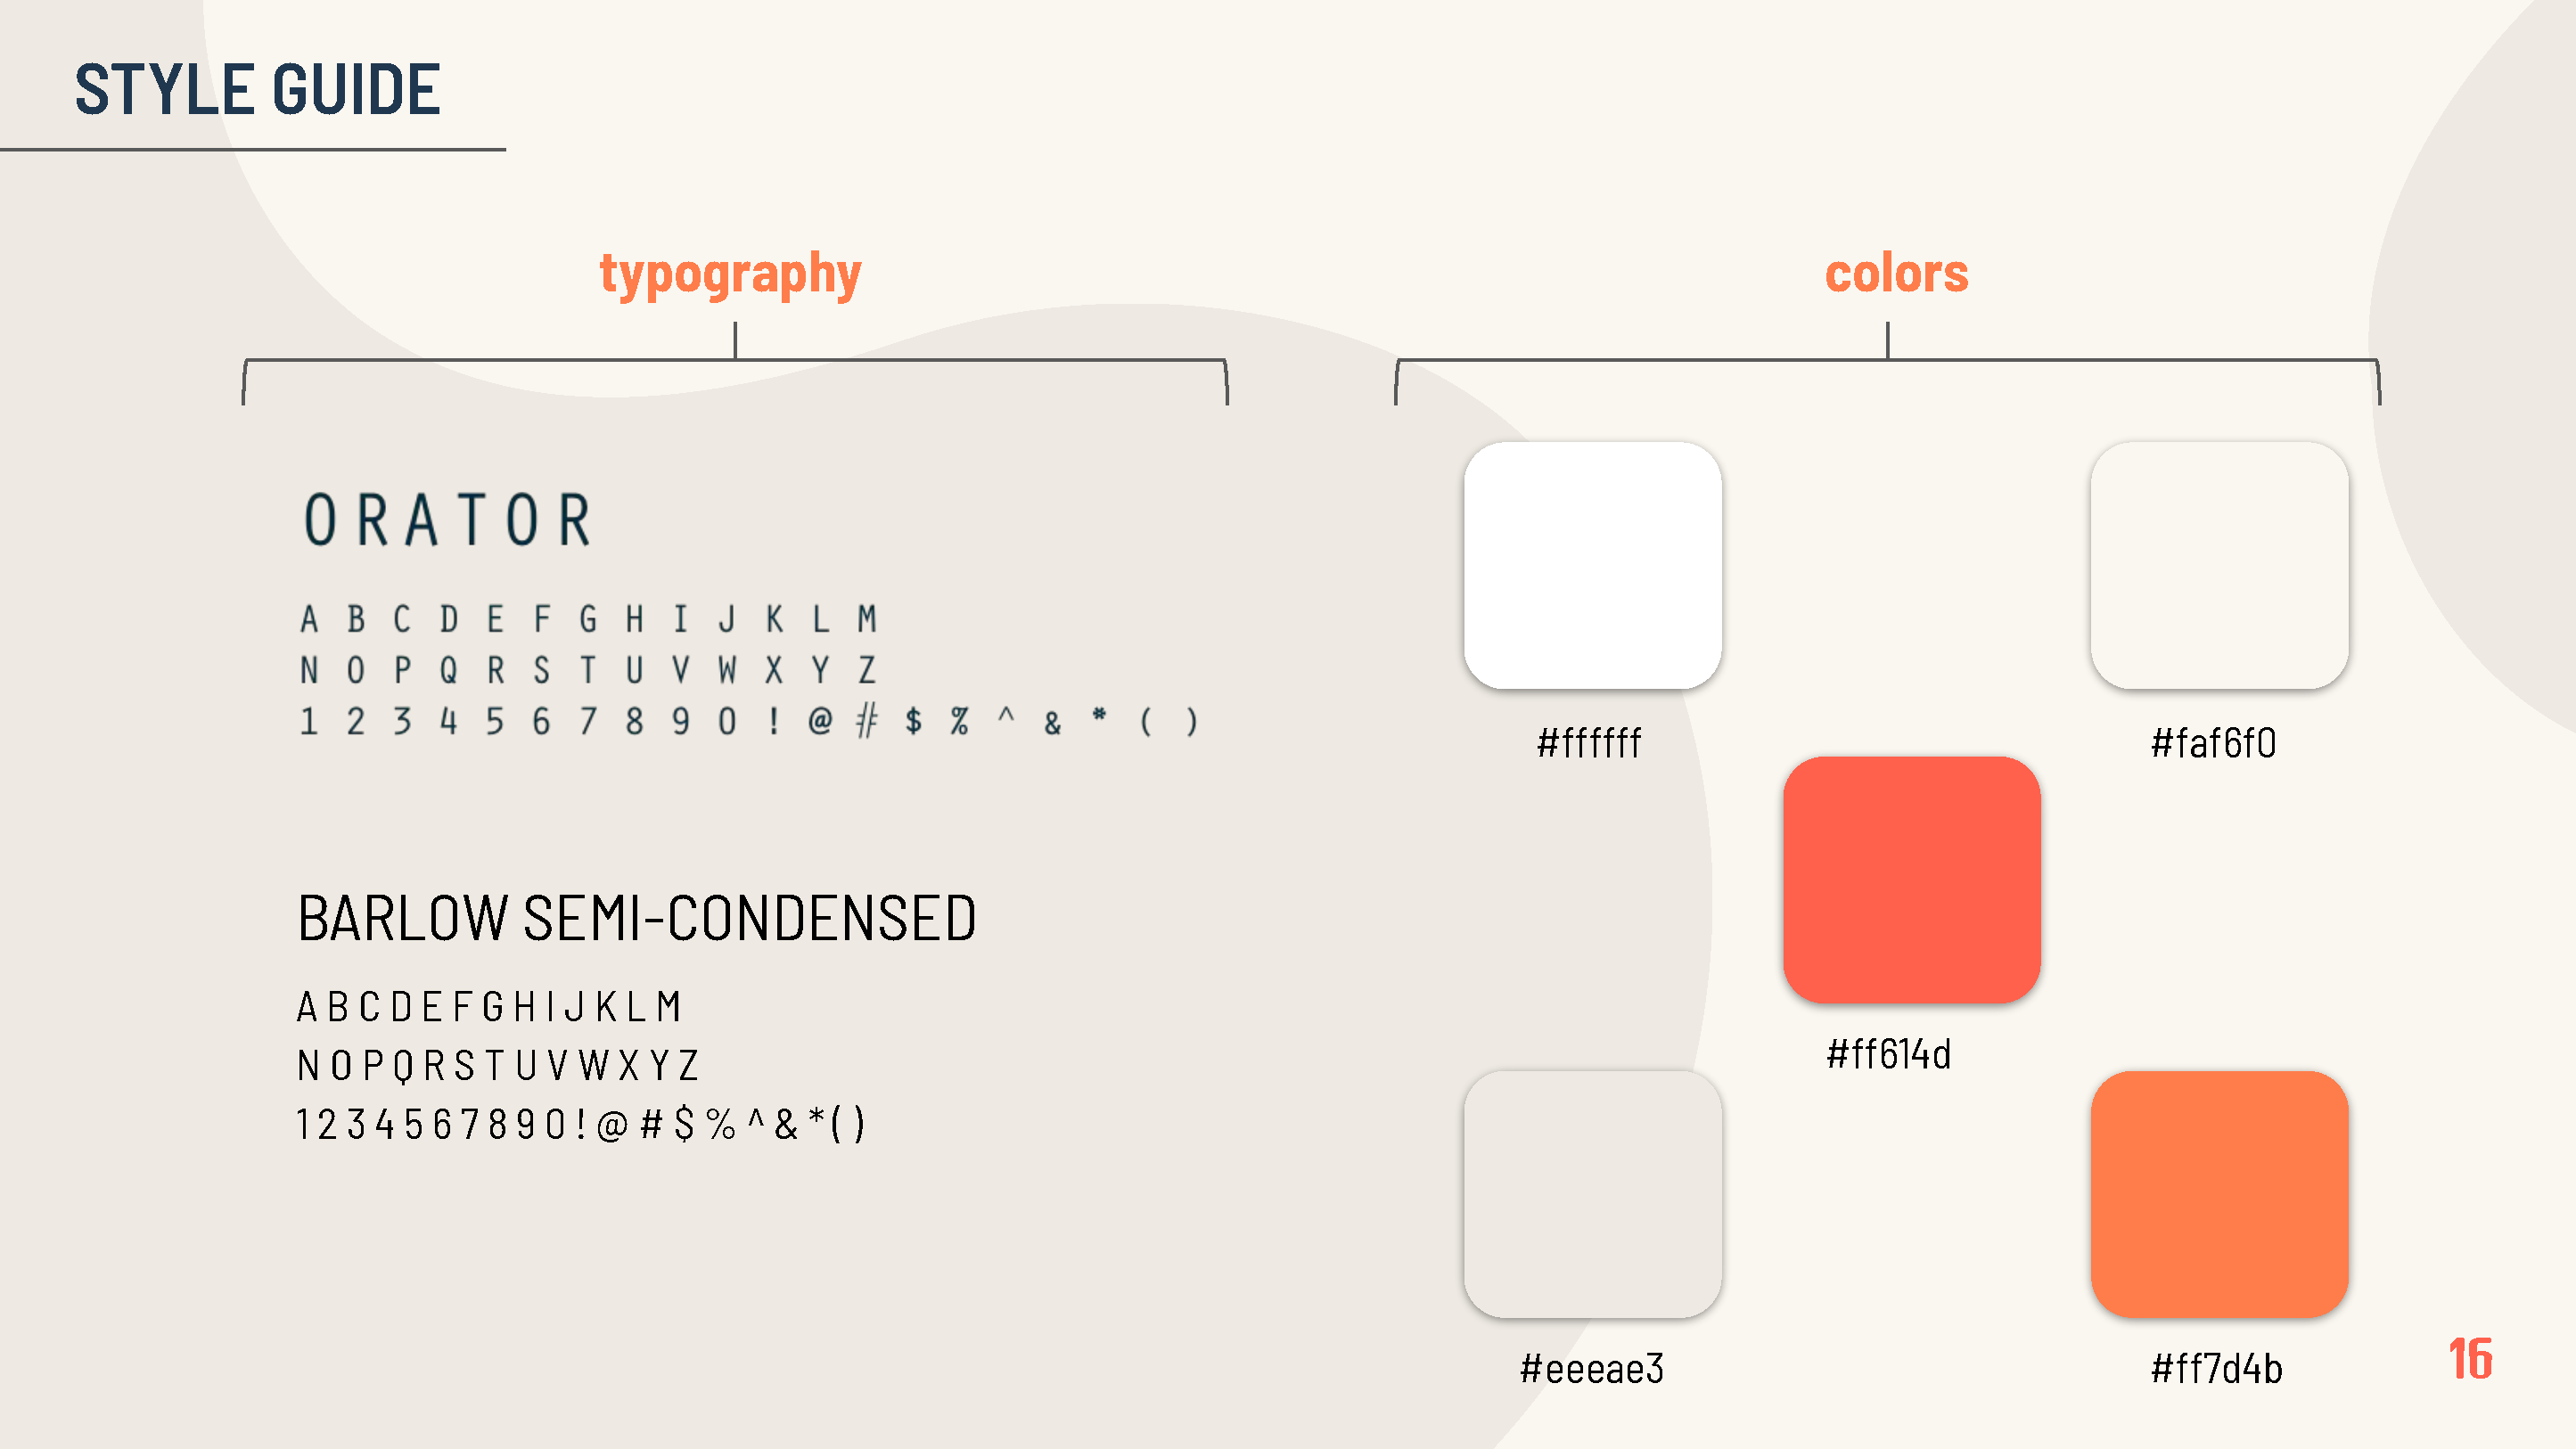 STYLE GUIDE
typography
ORATOR
A B C D E F G H I J K L M
N O P Q R S T U V W X Y Z
1 2 3 4 5 6 7 8 9 0 ! @ # $ % ^ & * ( )
BARLOW SEMI-CONDENSED
A B C D E F G H I J K L M
N O P Q R S T U V W X Y Z
1 2 3 4 5 6 7 8 9 0 ! @ # $ % ^ & * ( )
colors
#ffffff
#faf6f0
#ff614d
#eeeae3
#ff7d4b
16